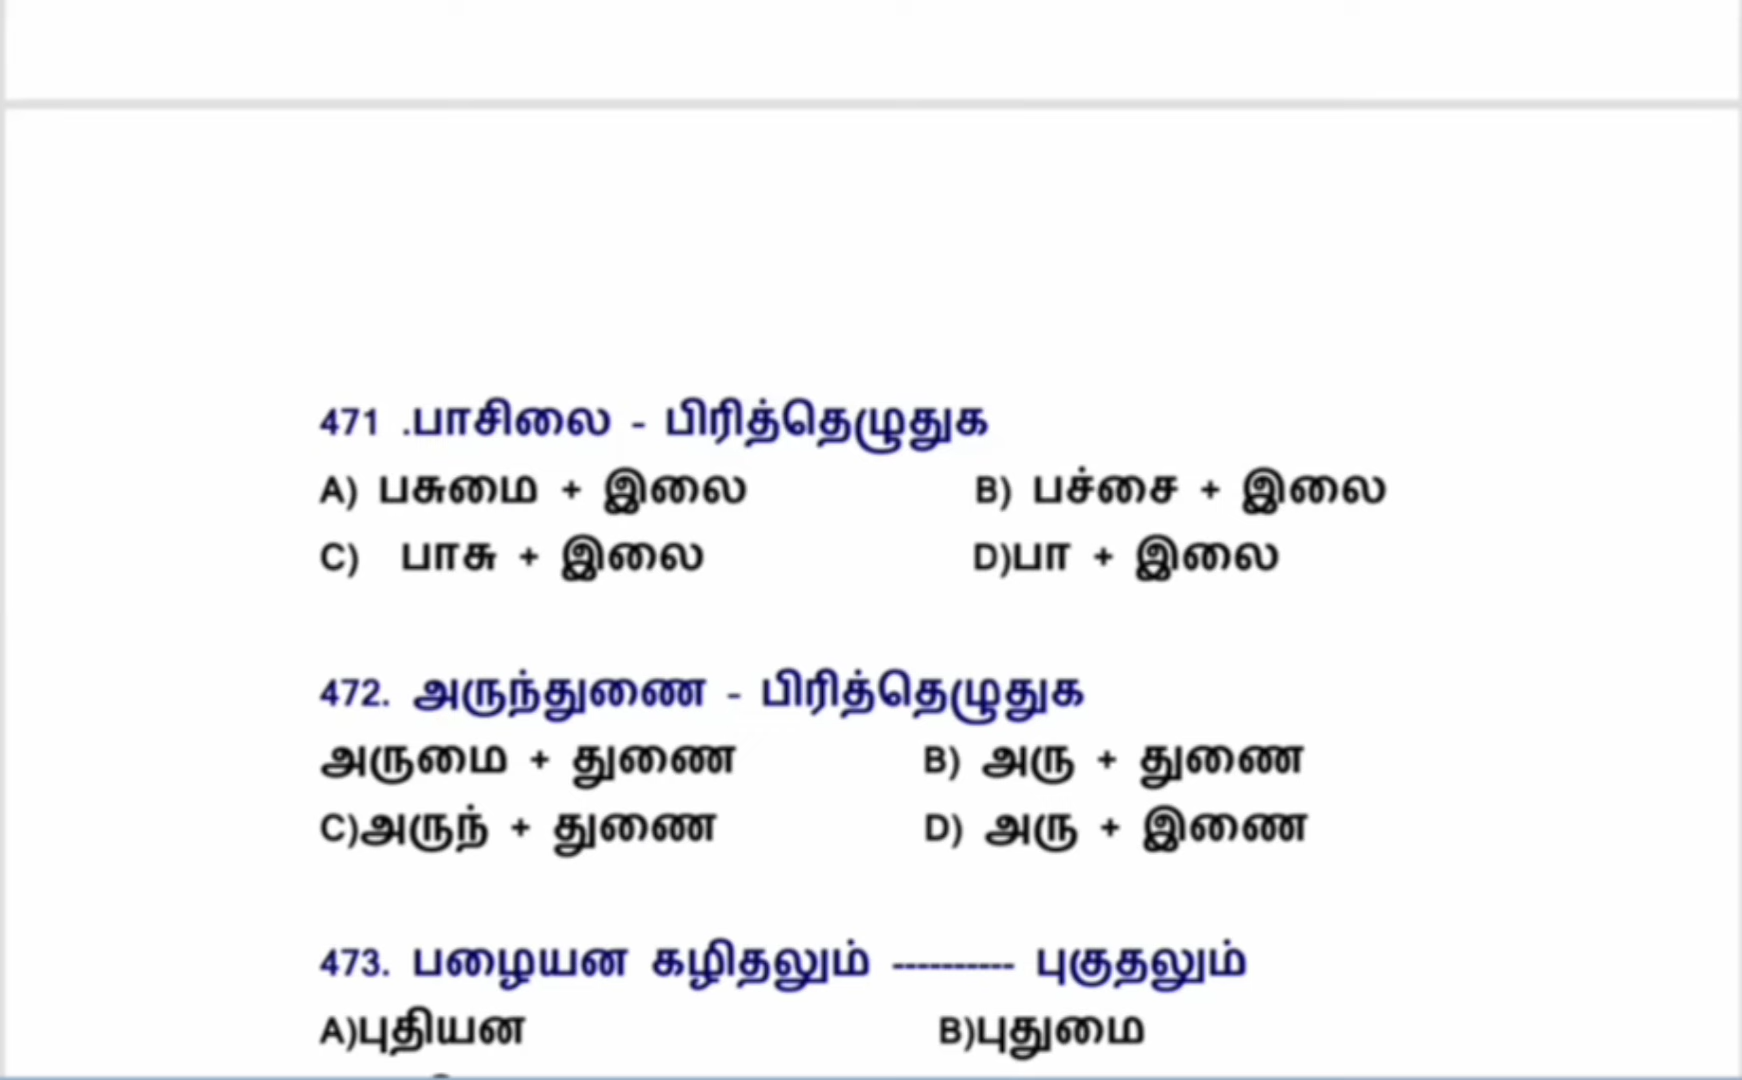 471 .பாசிலை - பிரித்தெழுதுக
A) பசுமை + இலை B) பச்சை + இலை
C) பாசு + இலை D)பா + இலை
472. அருந்துணை - பிரித்தெழுதுக
அருமை + துணை B) அரு + துணை
C)அருந் + துணை D) அரு + இணை
473. பழையன கழிதலும் ---------- புகுதலும்
A)புதியன B)புதுமை